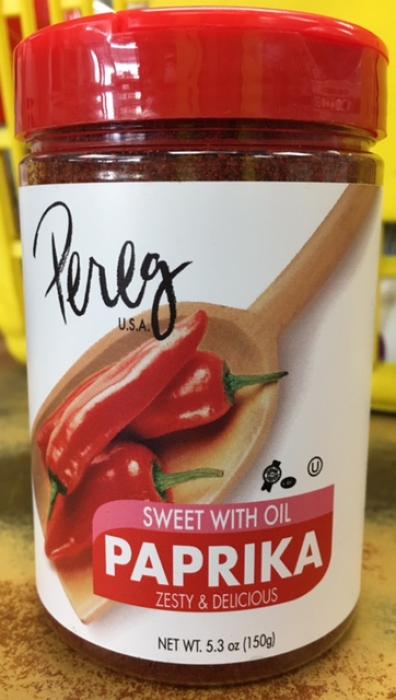 Pereg
U.S.A.
U
SWEET WITH OIL
PAPRIKA
ZESTY & DELICIOUS
NET WT. 5.3 oz (150g)